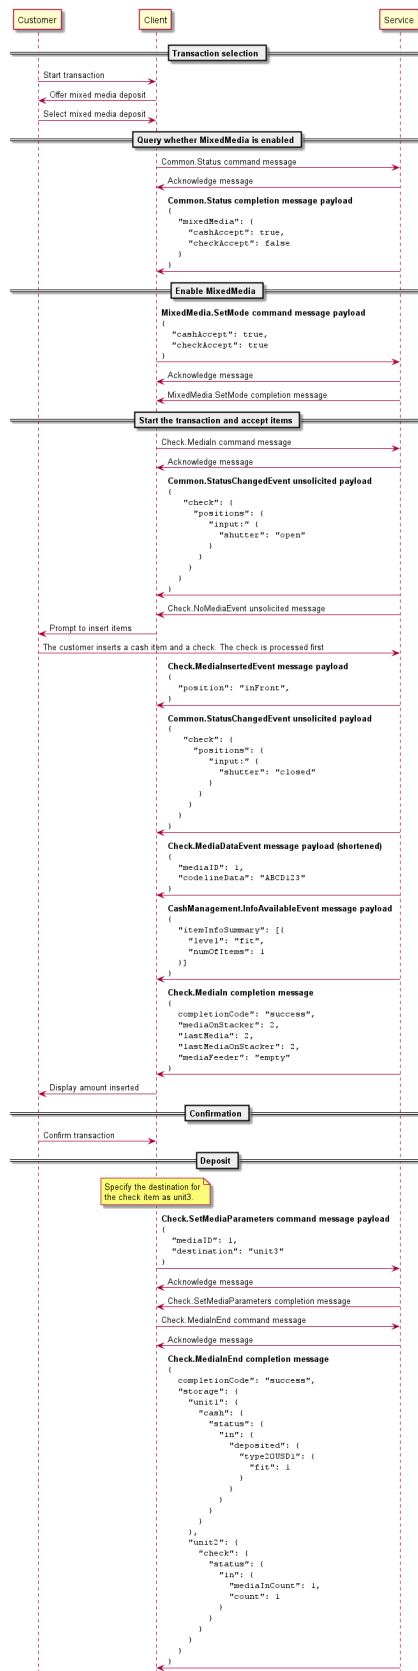 Customer Client Service
Transaction selection
Start transaction
Offer mixed media deposit
Select mixed media deposit
Query whether MixedMedia is enabled
Common.Status command message
Acknowledge message
Common.Status completion message payload
{
"mixedMedia": {
"cashAccept": true,
"checkAccept": false
}
}
Enable MixedMedia
MixedMedia.SetMode command message payload
{
"cashAccept": true,
"checkAccept": true
}
Acknowledge message
MixedMedia.SetMode completion message
Start the transaction and accept items
Check.MediaIn command message
Acknowledge message
Common.StatusChangedEvent unsolicited payload
{
"check": {
"positions": {
"input:" {
"shutter": "open"
}
}
}
}
}
Check.NoMediaEvent unsolicited message
Prompt to insert items
The customer inserts a cash item and a check. The check is processed first
Check.MediaInsertedEvent message payload
{
"position": "inFront",
}
Common.StatusChangedEvent unsolicited payload
{
"check": {
"positions": {
"input:" {
"shutter": "closed"
}
}
}
}
}
Check.MediaDataEvent message payload (shortened)
{
"mediaID": 1,
"codelineData": "ABCD123"
}
CashManagement.InfoAvailableEvent message payload
{
"itemInfoSummary": [{
"level": "fit",
"numOfItems": 1
}]
}
Check.MediaIn completion message
{
completionCode": "success",
"mediaOnStacker": 2,
"lastMedia": 2,
"lastMediaOnStacker": 2,
"mediaFeeder": "empty"
}
Display amount inserted
Confirmation
Confirm transaction
Deposit
Specify the destination for
the check item as unit3.
Check.SetMediaParameters command message payload
{
"mediaID": 1,
"destination": "unit3"
}
Acknowledge message
Check.SetMediaParameters completion message
Check.MediaInEnd command message
Acknowledge message
Check.MediaInEnd completion message
{
completionCode": "success",
"storage": {
"unit1": {
"cash": {
"status": {
"in": {
"deposited": {
"type20USD1": {
"fit": 1
}
}
}
}
}
},
"unit2": {
"check": {
"status": {
"in": {
"mediaInCount": 1,
"count": 1
}
}
}
}
}
}